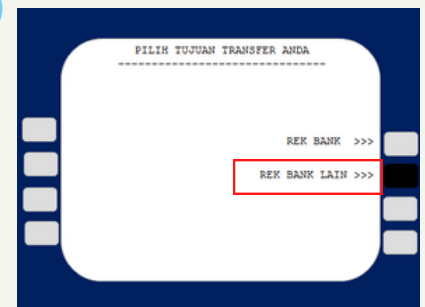 PILIH TUJUAN TRANSFER ANDA
-------------------------------
REK BANK >>>
REK BANK LAIN >>>